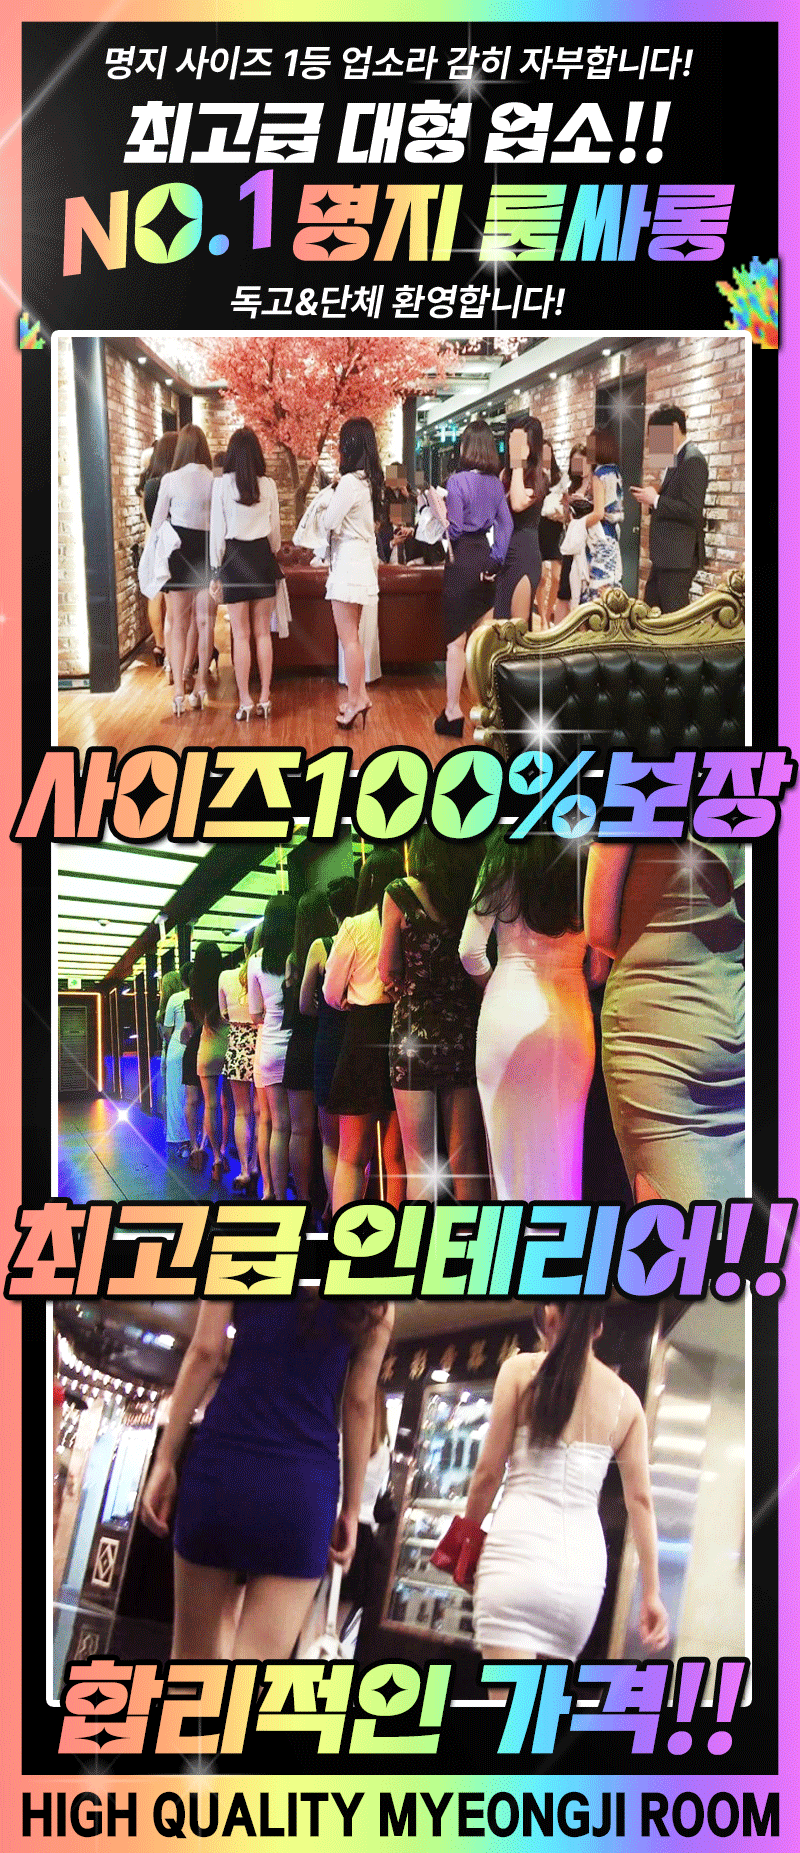 명지 사이즈 1등 업소라 감히 자부합니다!
최고급 대형 업소!!
NO.1 명지 룸싸롱
독고&단체 환영합니다!
사이즈100%보장
최고급 인테리어!!
합리적인 가격!!
HIGH QUALITY MYEONGJI ROOM